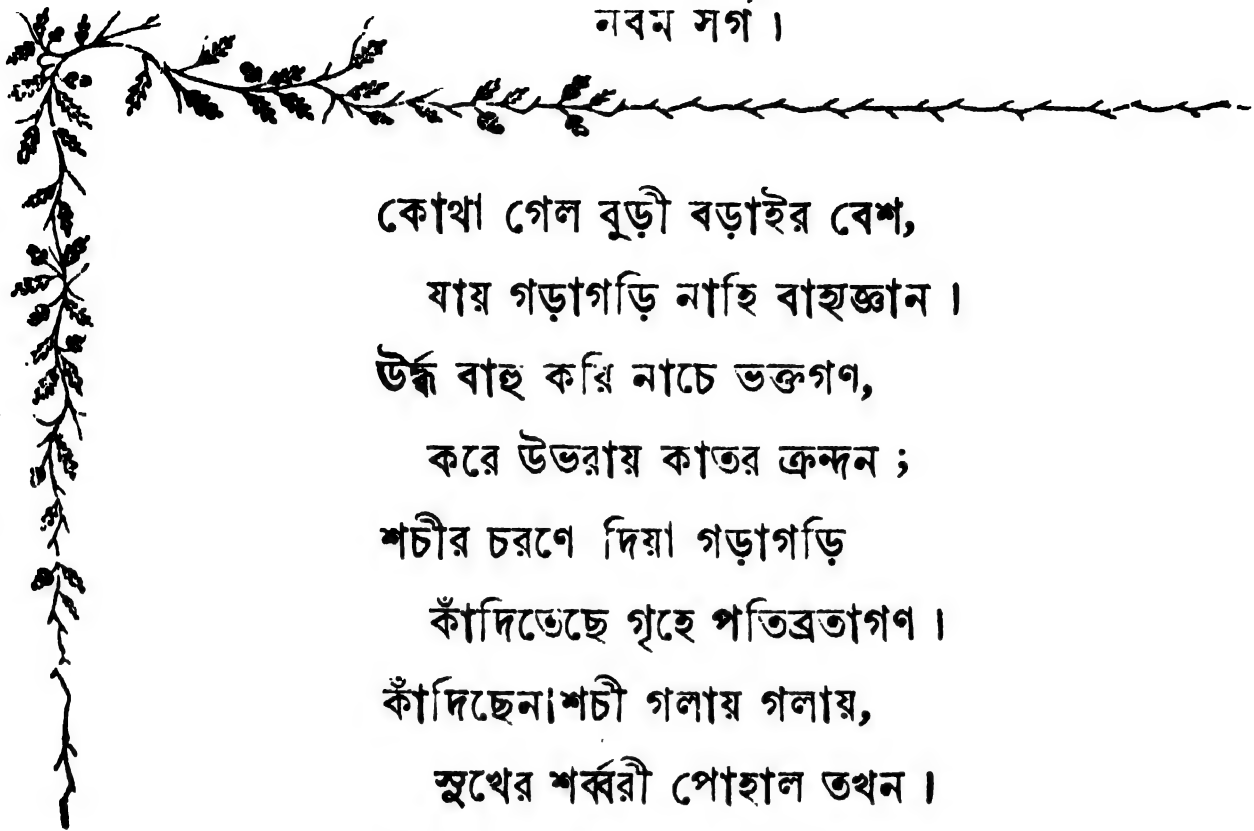 নবম সর্গ।
কোথা গেল বুড়ী বড়াইর বেশ,
যায় গড়াগড়ি নাহি বাহ্যজ্ঞান।
ঊর্দ্ধ বাহু করি নাচে ভক্তগণ,
করে উভরায় কাতর ক্রন্দন;
শচীর চরণে দিয়া গড়াগড়ি
কাঁদিতেছে গৃহে পতিব্রতাগণ।
কাঁদিছেন শচী গলায় গলায়,
সুখের শর্ব্বরী পোহাল তখন।